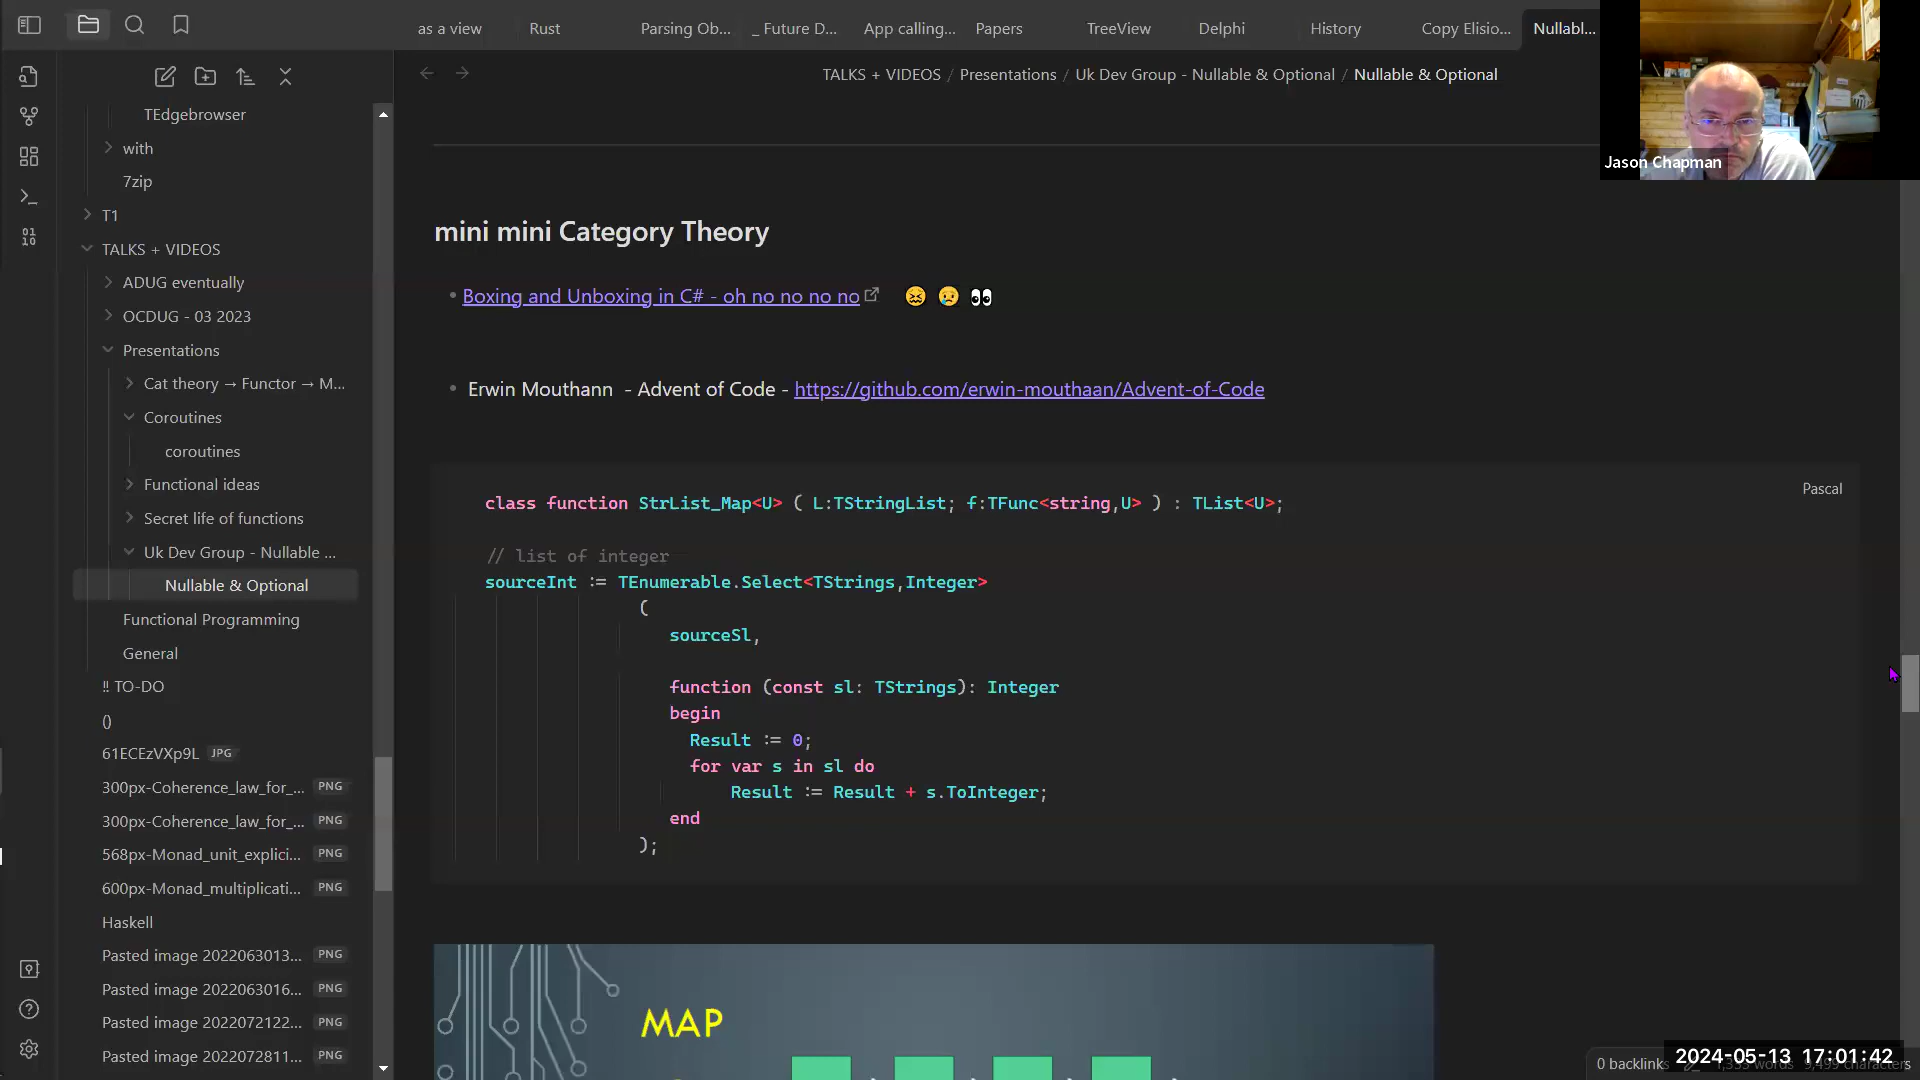 as a view
Rust
Parsing Ob...
_ Future D...
App calling...
Papers
TreeView
Delphi
History
Copy Elisio...
Nullabl...
TALKS + VIDEOS / Presentations / Uk Dev Group - Nullable & Optional / Nullable & Optional
Jason Chapman
TEdgebrowser
with
7zip
T1
TALKS + VIDEOS
ADUG eventually
OCDUG - 03 2023
Presentations
Cat theory → Functor → M...
Coroutines
coroutines
Functional ideas
Secret life of functions
Uk Dev Group - Nullable ...
Nullable & Optional
Functional Programming
General
!! TO-DO
()
61ECEzVXp9L JPG
300px-Coherence_law_for_... PNG
300px-Coherence_law_for_... PNG
568px-Monad_unit_explici... PNG
600px-Monad_multiplicati... PNG
Haskell
Pasted image 2022063013... PNG
Pasted image 2022063016... PNG
Pasted image 2022072122... PNG
Pasted image 2022072811... PNG
mini mini Category Theory
• Boxing and Unboxing in C# - oh no no no no 😖 😢 👀
• Erwin Mouthann - Advent of Code - https://github.com/erwin-mouthaan/Advent-of-Code
Pascal
class function StrList_Map<U> ( L:TStringList; f:TFunc<string,U> ) : TList<U>;
// list of integer
sourceInt := TEnumerable.Select<TStrings,Integer>
(
sourceSl,
function (const sl: TStrings): Integer
begin
Result := 0;
for var s in sl do
Result := Result + s.ToInteger;
end
);
MAP
0 backlinks
2024-05-13 17:01:42